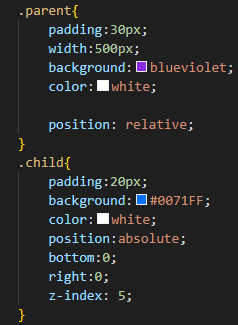 .parent{
    padding:30px;
    width:500px;
    background:blueviolet;
    color:white;

    position: relative;
}
.child{
    padding:20px;
    background:#0071FF;
    color:white;
    position:absolute;
    bottom:0;
    right:0;
    z-index: 5;
}